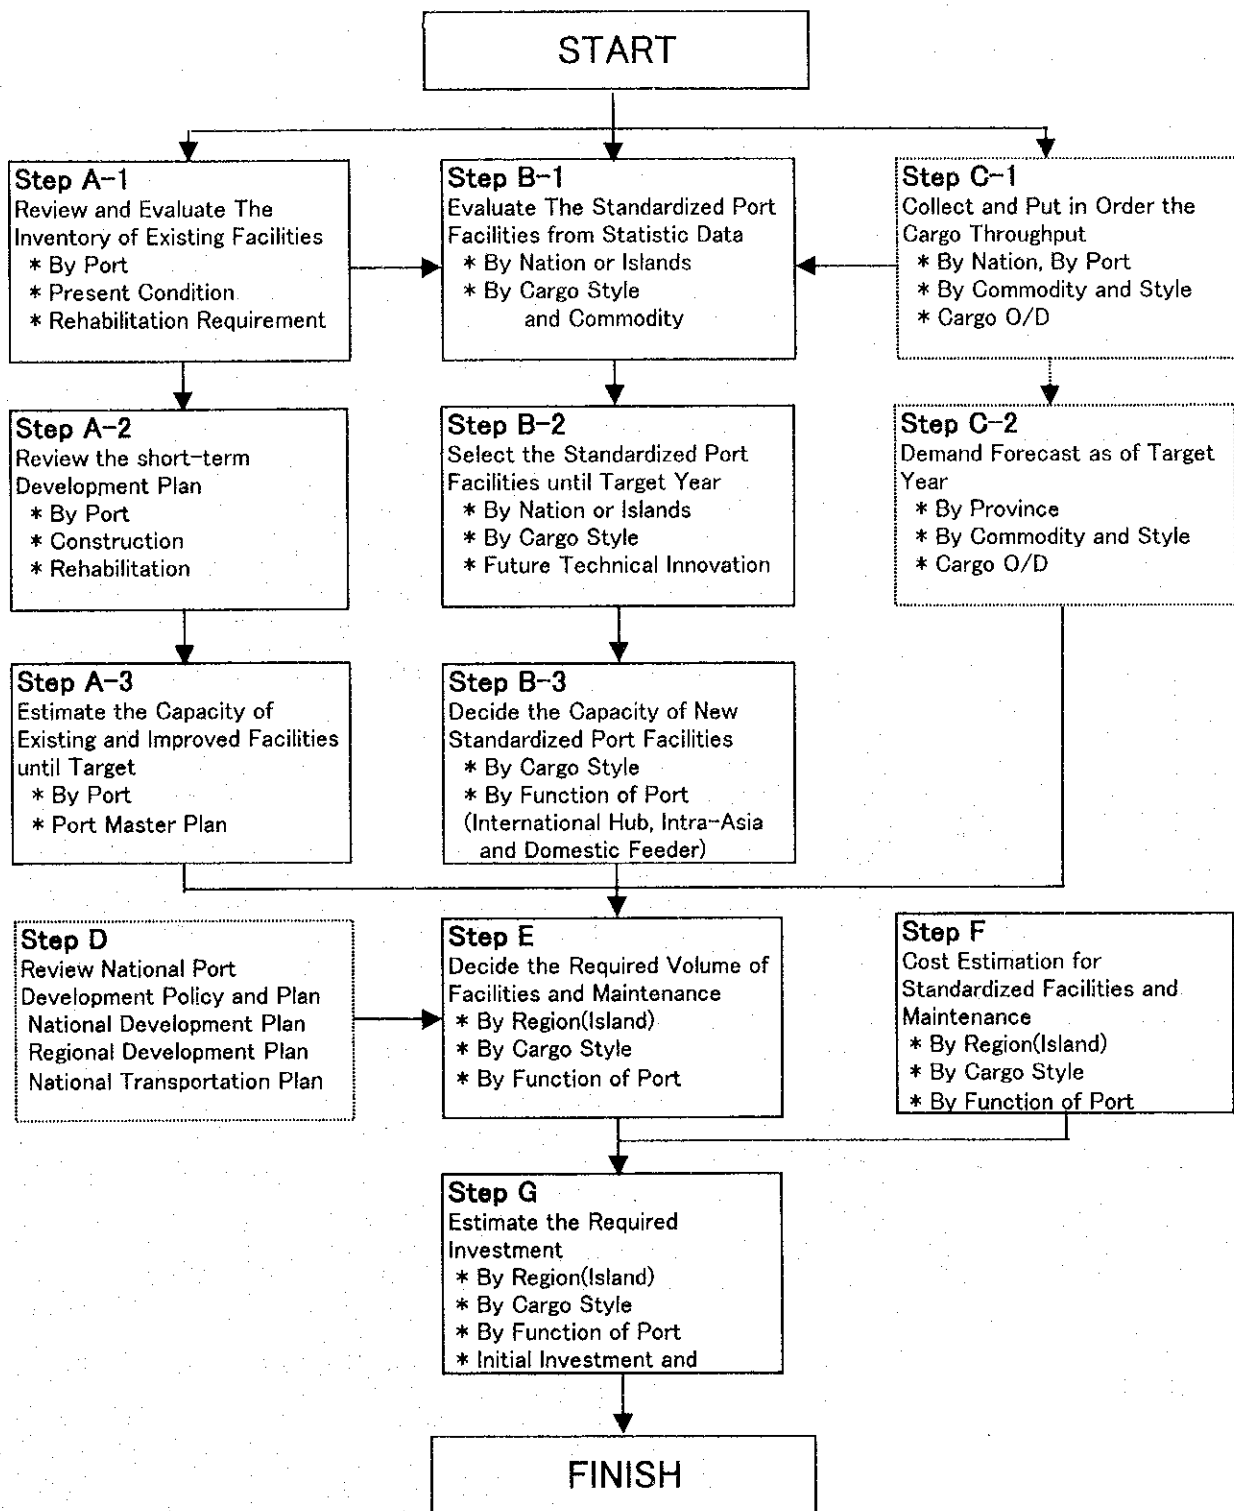 START
Step A-1
Review and Evaluate The
Inventory of Existing Facilities
* By Port
* Present Condition
* Rehabilitation Requirement
Step B-1
Evaluate The Standardized Port
Facilities from Statistic Data
* By Nation or Islands
* By Cargo Style
and Commodity
Step C-1
Collect and Put in Order the
Cargo Throughput
* By Nation, By Port
* By Commodity and Style
* Cargo O/D
Step A-2
Review the short-term
Development Plan
* By Port
* Construction
* Rehabilitation
Step B-2
Select the Standardized Port
Facilities until Target Year
* By Nation or Islands
* By Cargo Style
* Future Technical Innovation
Step C-2
Demand Forecast as of Target
Year
* By Province
* By Commodity and Style
* Cargo O/D
Step A-3
Estimate the Capacity of
Existing and Improved Facilities
until Target
* By Port
* Port Master Plan
Step B-3
Decide the Capacity of New
Standardized Port Facilities
* By Cargo Style
* By Function of Port
(International Hub, Intra-Asia
and Domestic Feeder)
Step D
Review National Port
Development Policy and Plan
National Development Plan
Regional Development Plan
National Transportation Plan
Step E
Decide the Required Volume of
Facilities and Maintenance
* By Region(Island)
* By Cargo Style
* By Function of Port
Step F
Cost Estimation for
Standardized Facilities and
Maintenance
* By Region(Island)
* By Cargo Style
* By Function of Port
Step G
Estimate the Required
Investment
* By Region(Island)
* By Cargo Style
* By Function of Port
* Initial Investment and
FINISH